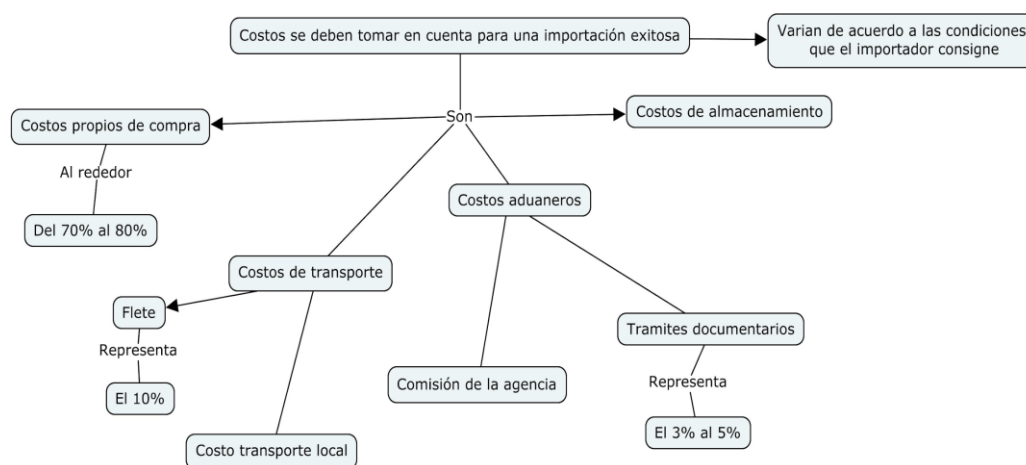 Costos se deben tomar en cuenta para una importación exitosa
Varian de acuerdo a las condiciones
que el importador consigne
Son
Costos propios de compra
Costos de almacenamiento
Al rededor
Costos aduaneros
Del 70% al 80%
Costos de transporte
Flete
Tramites documentarios
Representa
Comisión de la agencia
Representa
El 10%
El 3% al 5%
Costo transporte local